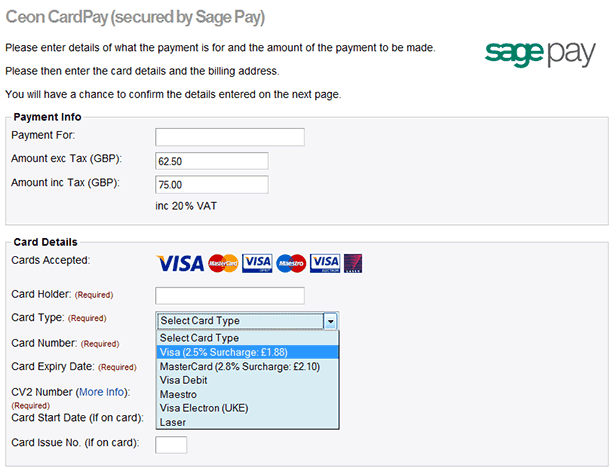 Ceon CardPay (secured by Sage Pay)
Please enter details of what the payment is for and the amount of the payment to be made.
sage pay
Please then enter the card details and the billing address.
You will have a chance to confirm the details entered on the next page.
Payment Info
Payment For:
Amount exc Tax (GBP): 62.50
Amount inc Tax (GBP): 75.00
inc 20% VAT
Card Details
Cards Accepted: VISA MasterCard VISA DEBIT Maestro VISA ELECTRON LASER
Card Holder: (Required)
Card Type: (Required) Select Card Type
Select Card Type
Card Number: (Required)
Visa (2.5% Surcharge: £1.88)
Card Expiry Date: (Required)
MasterCard (2.8% Surcharge: £2.10)
Visa Debit
CV2 Number (More Info):
Maestro
(Required)
Visa Electron (UKE)
Card Start Date (If on card):
Laser
Card Issue No. (If on card):